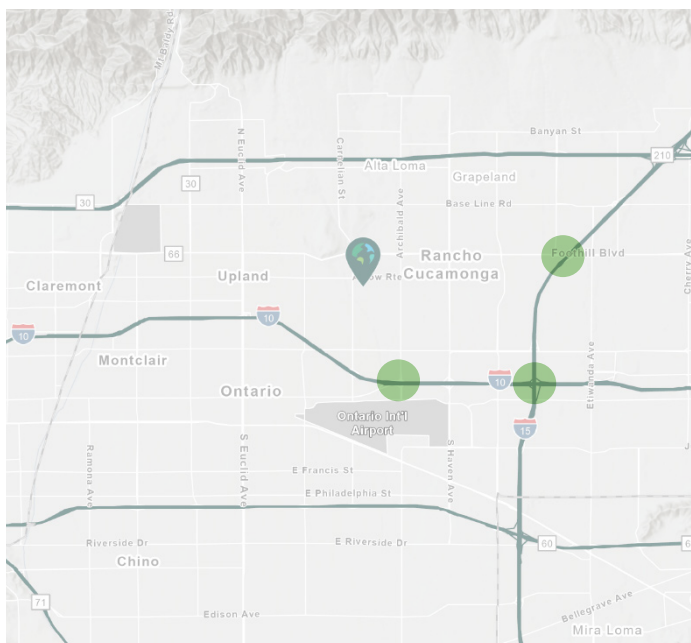 Mt Baldy Rd
Banyan St
210
Alta Loma
Grapeland
30
30
N Euclid Ave
Carnelian St
Archibald Ave
Base Line Rd
66
Rancho
Cucamonga
Foothill Blvd
Cherry Ave
Claremont
Upland
10
10
Montclair
10
Etiwanda Ave
Ontario
Ontario Int'l
Airport
15
Ramona Ave
S Euclid Ave
S Haven Ave
E Francis St
E Philadelphia St
Riverside Dr
E Riverside Dr
60
Chino
71
Edison Ave
Bellegrave Ave
Mira Loma